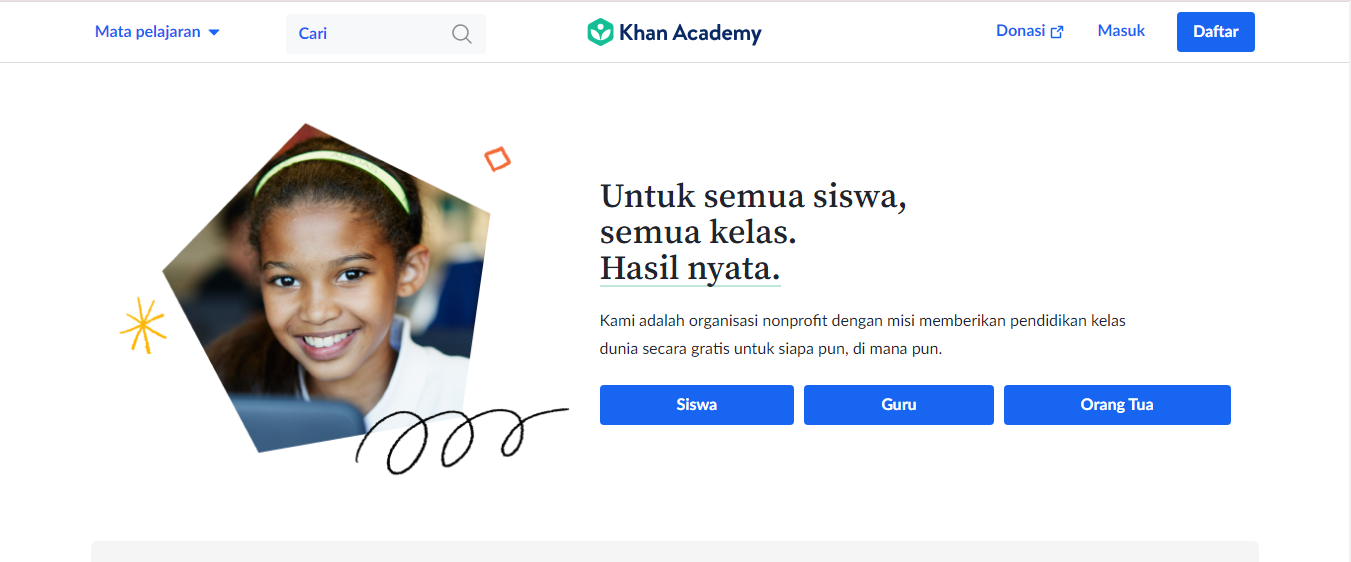 Mata pelajaran
Cari
Khan Academy
Donasi
Masuk
Daftar
Untuk semua siswa,
semua kelas.
Hasil nyata.
Kami adalah organisasi nonprofit dengan misi memberikan pendidikan kelas
dunia secara gratis untuk siapa pun, di mana pun.
Siswa
Guru
Orang Tua